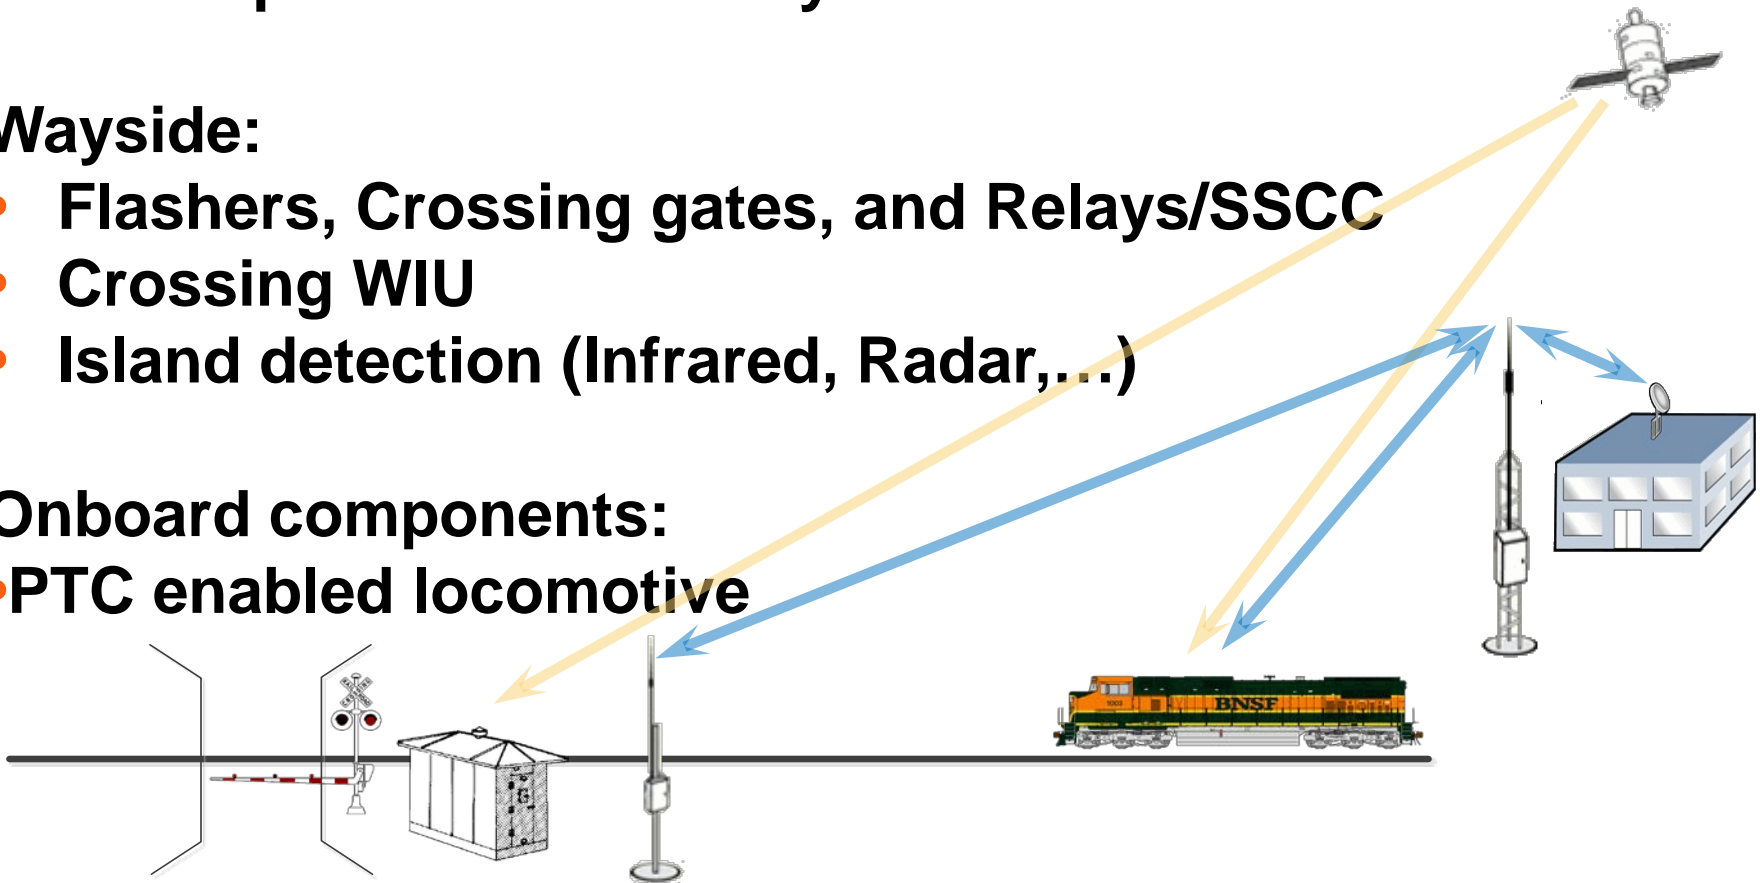 Wayside:
• Flashers, Crossing gates, and Relays/SSCC
• Crossing WIU
• Island detection (Infrared, Radar,…)
Onboard components:
•PTC enabled locomotive
BNSF